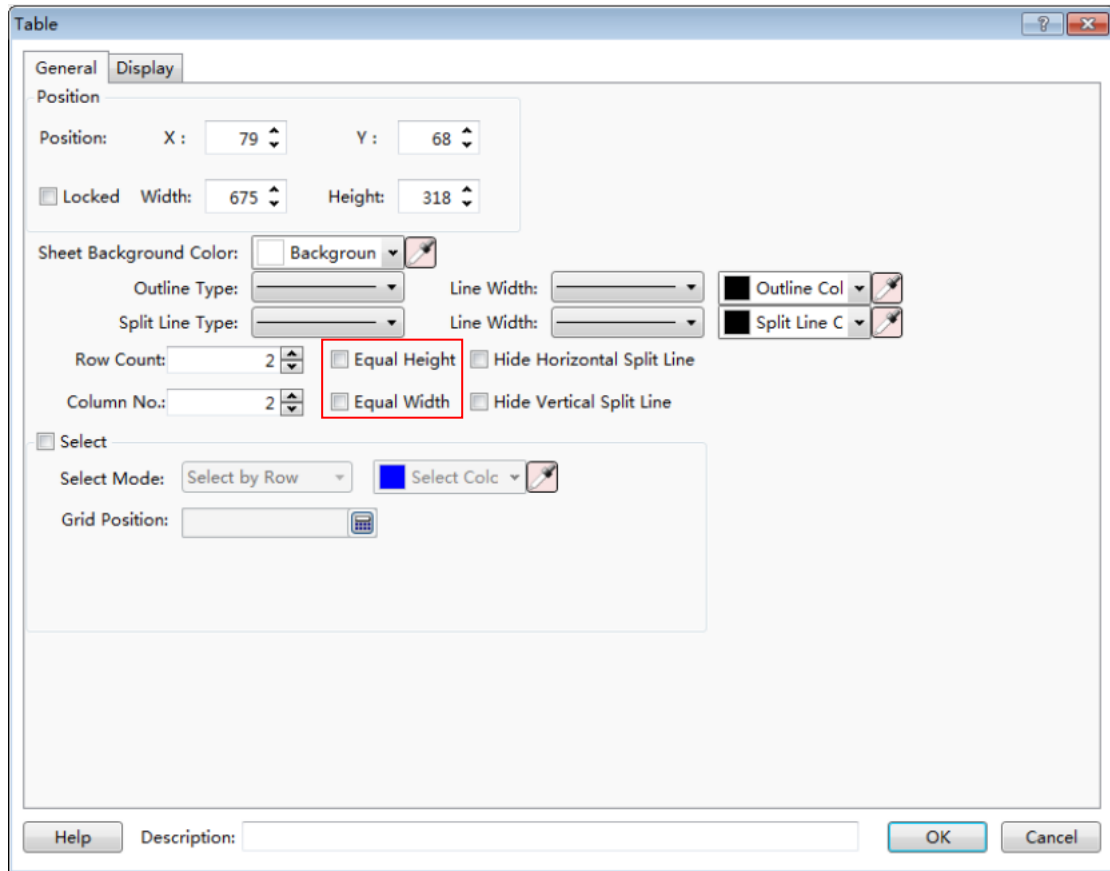 Table
General Display
Position
Position: X : 79 Y : 68
Locked Width: 675 Height: 318
Sheet Background Color: Backgroun
Outline Type: Line Width: Outline Col
Split Line Type: Line Width: Split Line C
Row Count: 2 Equal Height Hide Horizontal Split Line
Column No.: 2 Equal Width Hide Vertical Split Line
Select
Select Mode: Select by Row Select Colc
Grid Position:
Help Description: OK Cancel